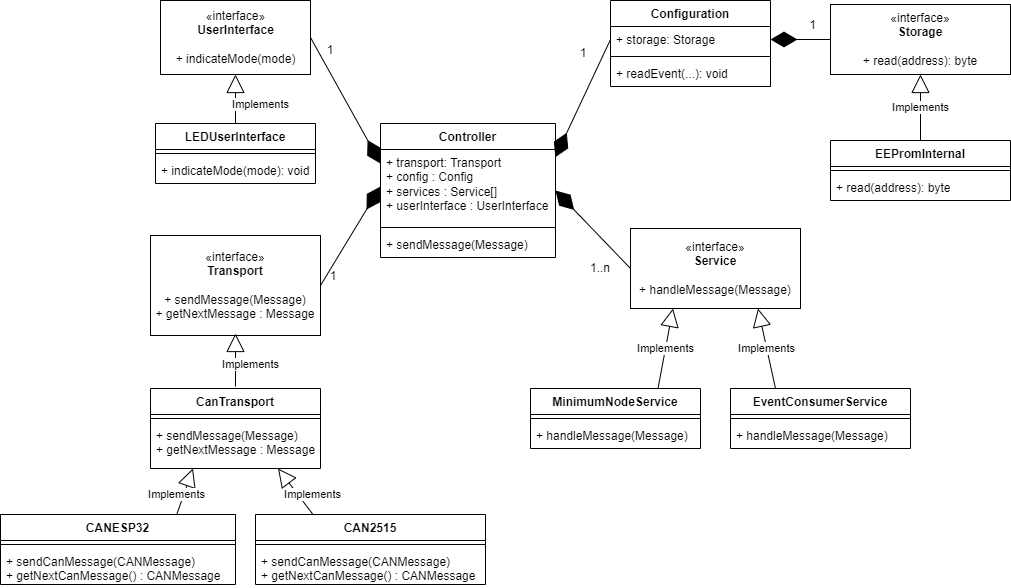 «interface»
UserInterface
+ indicateMode(mode)
Implements
LEDUserInterface
+ indicateMode(mode): void
1
Configuration
+ storage: Storage
+ readEvent(...): void
1
1
«interface»
Storage
+ read(address): byte
Implements
EEPromInternal
+ read(address): byte
Controller
+ transport: Transport
+ config : Config
+ services : Service[]
+ userInterface : UserInterface
+ sendMessage(Message)
«interface»
Transport
+ sendMessage(Message)
+ getNextMessage : Message
1
Implements
CanTransport
+ sendMessage(Message)
+ getNextMessage : Message
Implements
Implements
CANESP32
+ sendCanMessage(CANMessage)
+ getNextCanMessage() : CANMessage
CAN2515
+ sendCanMessage(CANMessage)
+ getNextCanMessage() : CANMessage
1..n
«interface»
Service
+ handleMessage(Message)
Implements
Implements
MinimumNodeService
+ handleMessage(Message)
EventConsumerService
+ handleMessage(Message)